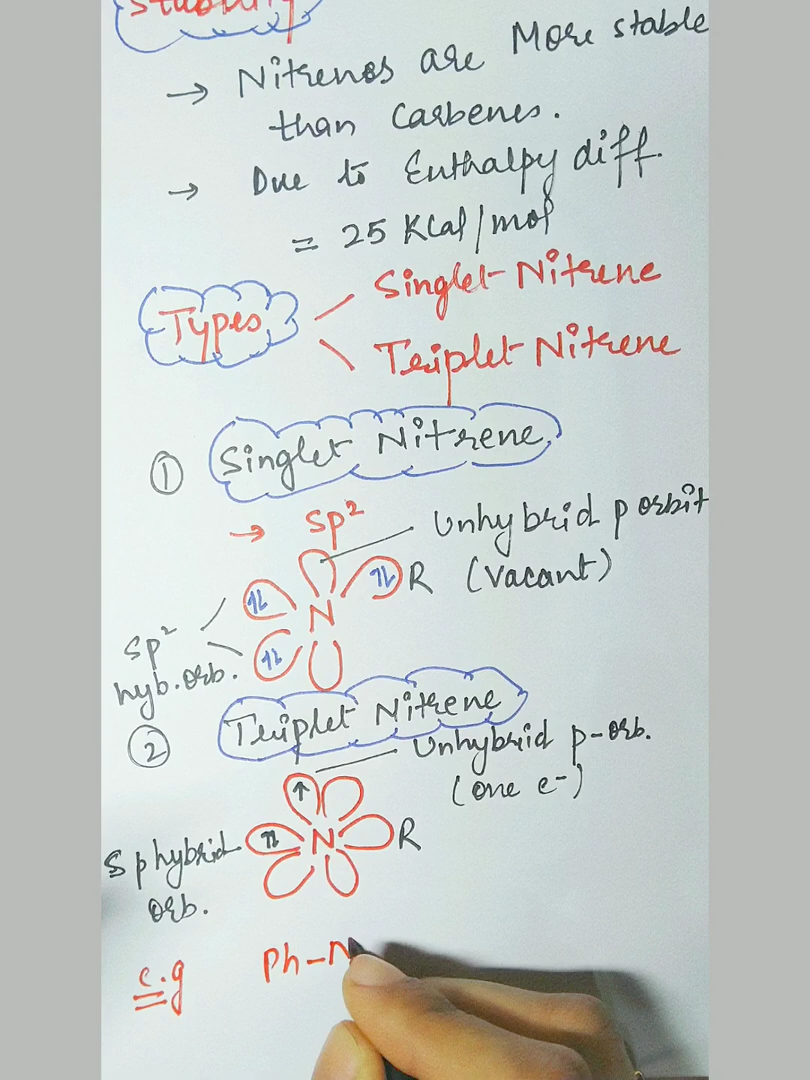 Stability
→ Nitrenes are More stable
than Carbenes.
→ Due to Enthalpy diff.
= 25 Kcal/mol
Types
Singlet Nitrene
Triplet Nitrene
① Singlet Nitrene
→ Sp²
Unhybrid p orbit
(vacant)
⇅ N ⇅ R
⇅
Sp²
hyb. orb.
② Triplet Nitrene
Unhybrid p-orb.
(one e-)
↑
Sp hybrid
orb.
⇅ N R
e.g Ph-N